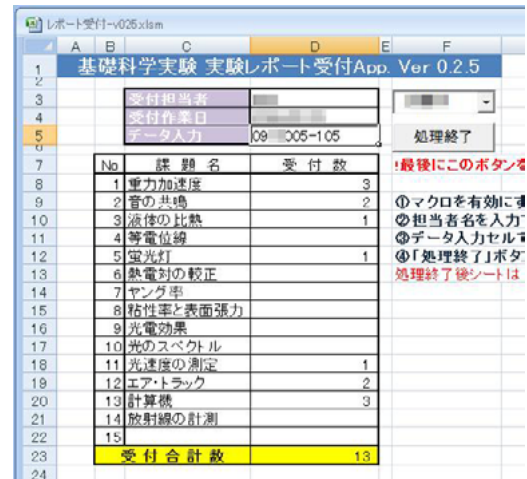 レポート受付-v025.xlsm
A B C D E F
1 基礎科学実験 実験レポート受付App. Ver 0.2.5
2
3 受付担当者
4 受付作業日
5 データ入力 09 005-105 処理終了
6
7 No 課題名 受付数 !最後にこのボタンを
8 1 重力加速度 3
9 2 音の共鳴 2 ①マクロを有効に
10 3 液体の比熱 1 ②担当者名を入力
11 4 等電位線 ③データ入力セル
12 5 蛍光灯 1 ④「処理終了」ボタ
13 6 熱電対の較正 処理終了後シートは
14 7 ヤング率
15 8 粘性率と表面張力
16 9 光電効果
17 10 光のスペクトル
18 11 光速度の測定 1
19 12 エア・トラック 2
20 13 計算機 3
21 14 放射線の計測
22 15
23 受付合計数 13
24